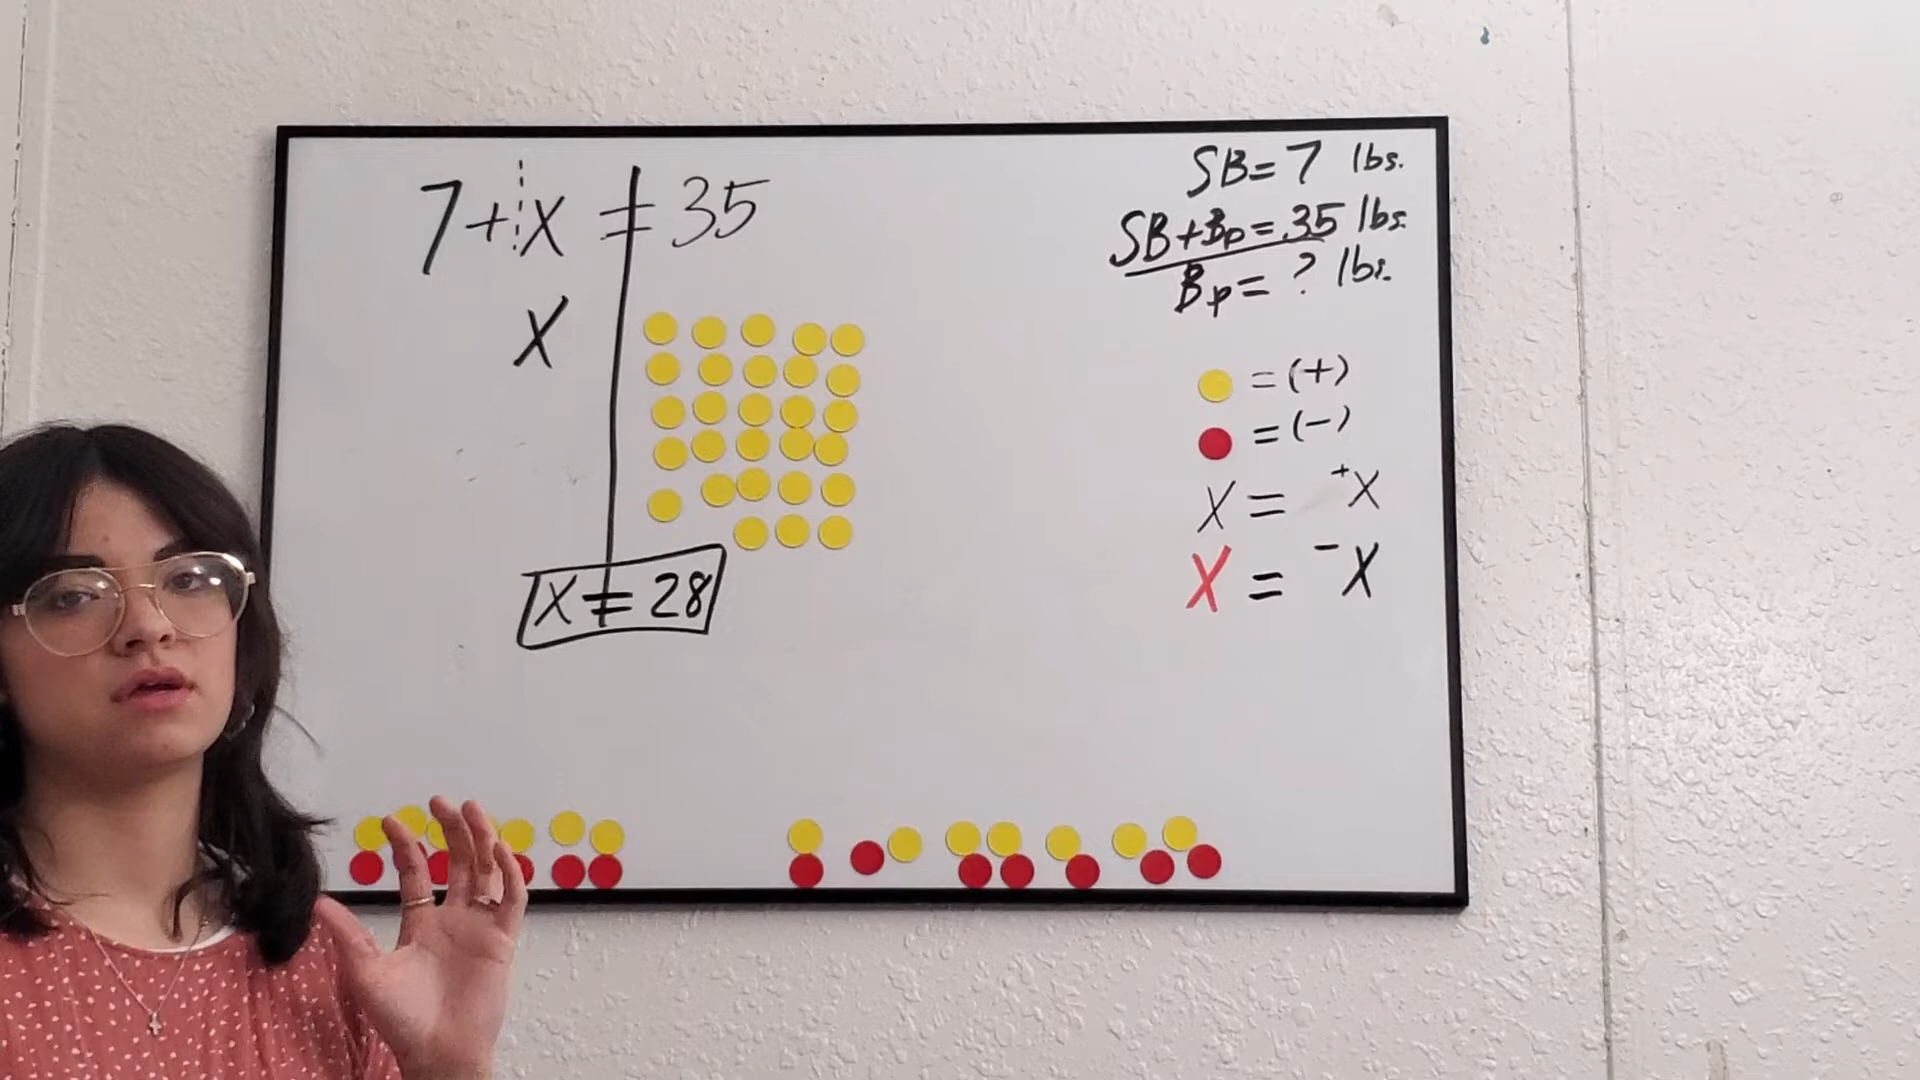 7+x = 35
x
x = 28
SB = 7 lbs.
SB+Bp = 35 lbs.
Bp = ? lbs.
= (+)
= (-)
x = +x
x = -x